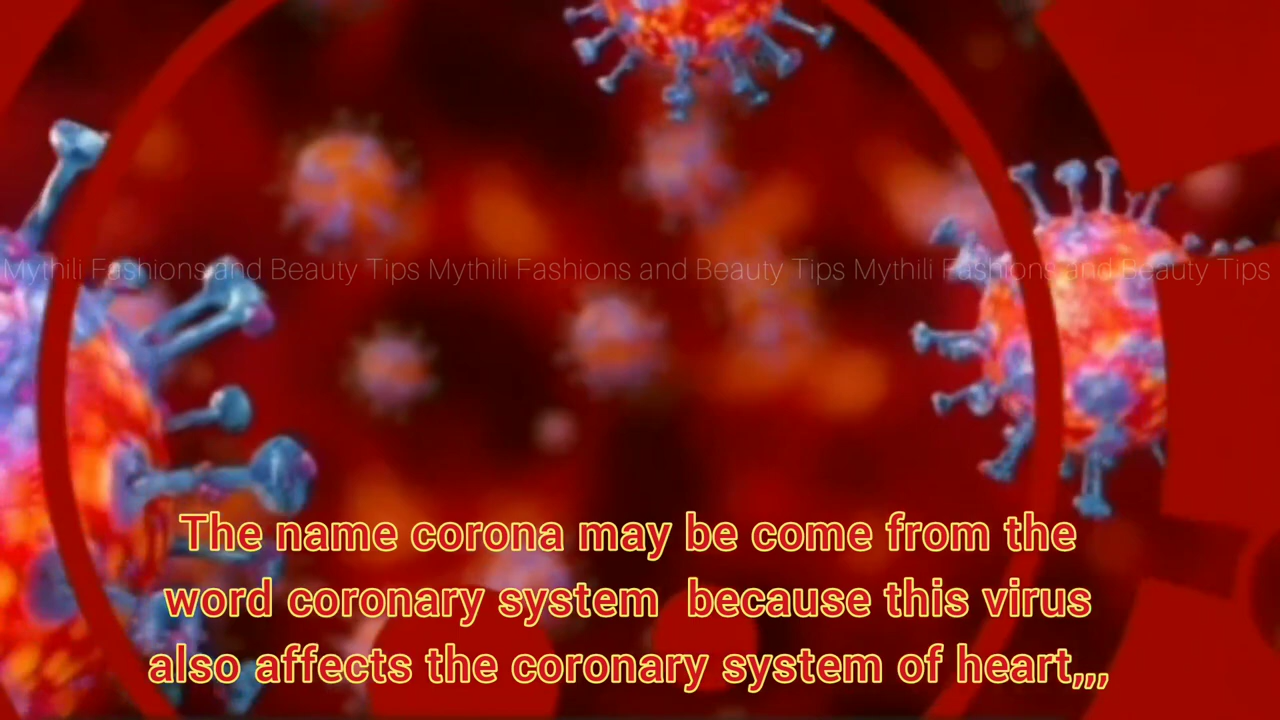 Mythili Fashions and Beauty Tips Mythili Fashions and Beauty Tips Mythili Fashions and Beauty Tips
The name corona may be come from the
word coronary system  because this virus
also affects the coronary system of heart,,,